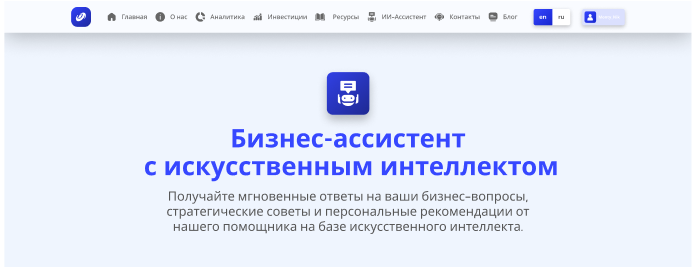 Главная О нас Аналитика Инвестиции Ресурсы ИИ-Ассистент Контакты Блог en ru
Бизнес-ассистент
с искусственным интеллектом
Получайте мгновенные ответы на ваши бизнес-вопросы,
стратегические советы и персональные рекомендации от
нашего помощника на базе искусственного интеллекта.